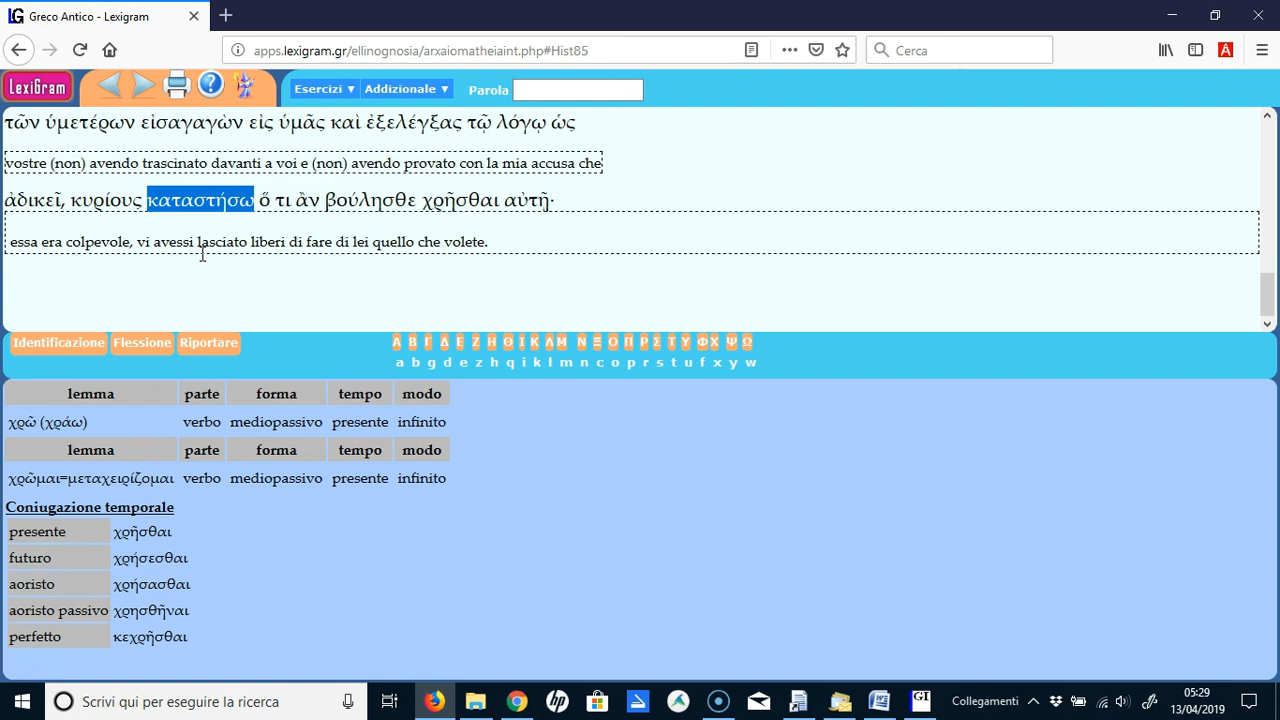 Greco Antico - Lexigram
apps.lexigram.gr/ellinognosia/arxaiomatheiaint.php#Hist85
Cerca
LEXIGRAM
Esercizi ▼ Addizionale ▼ Parola
τῶν ὑμετέρων εἰσαγαγὼν εἰς ὑμᾶς καὶ ἐξελέγξας τῷ λόγῳ ὡς
vostre (non) avendo trascinato davanti a voi e (non) avendo provato con la mia accusa che
ἀδικεῖ, κυρίους καταστήσω ὅ τι ἂν βούλησθε χρῆσθαι αὐτῇ·
essa era colpevole, vi avessi lasciato liberi di fare di lei quello che volete.
Identificazione Flessione Riportare
Α Β Γ Δ Ε Ζ Η Θ Ι Κ Λ Μ Ν Ξ Ο Π Ρ Σ Τ Υ Φ Χ Ψ Ω
a b g d e z h q i k l m n c o p r s t u f x y w
lemma parte forma tempo modo
χρῶ (χράω) verbo mediopassivo presente infinito
lemma parte forma tempo modo
χρῶμαι=μεταχειρίζομαι verbo mediopassivo presente infinito
Coniugazione temporale
presente χρῆσθαι
futuro χρήσεσθαι
aoristo χρήσασθαι
aoristo passivo χρησθῆναι
perfetto κεχρῆσθαι
Scrivi qui per eseguire la ricerca
GI
Collegamenti
05:29
13/04/2019